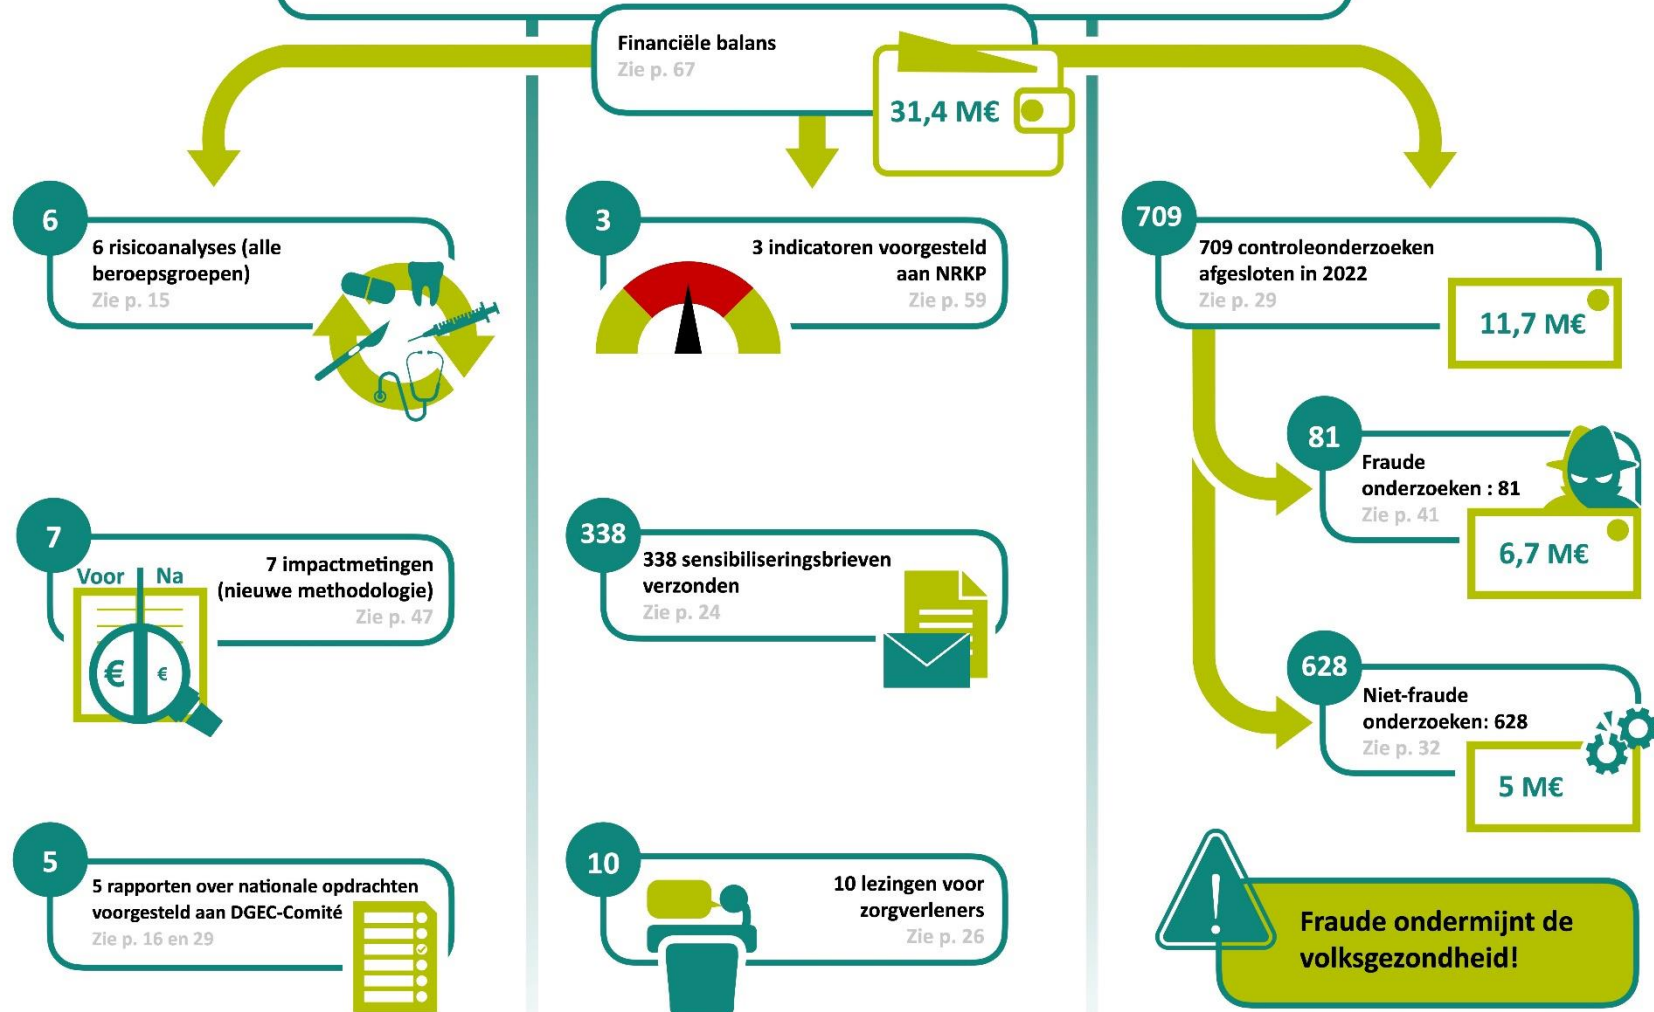 Financiële balans
Zie p. 67
31,4 M€
6
6 risicoanalyses (alle
beroepsgroepen)
Zie p. 15
7
Voor Na
7 impactmetingen
(nieuwe methodologie)
Zie p. 47
€ €
5
5 rapporten over nationale opdrachten
voorgesteld aan DGEC-Comité
Zie p. 16 en 29
3
3 indicatoren voorgesteld
aan NRKP
Zie p. 59
338
338 sensibiliseringsbrieven
verzonden
Zie p. 24
10
10 lezingen voor
zorgverleners
Zie p. 26
709
709 controleonderzoeken
afgesloten in 2022
Zie p. 29
11,7 M€
81
Fraude
onderzoeken : 81
Zie p. 41
6,7 M€
628
Niet-fraude
onderzoeken: 628
Zie p. 32
5 M€
!
Fraude ondermijnt de
volksgezondheid!